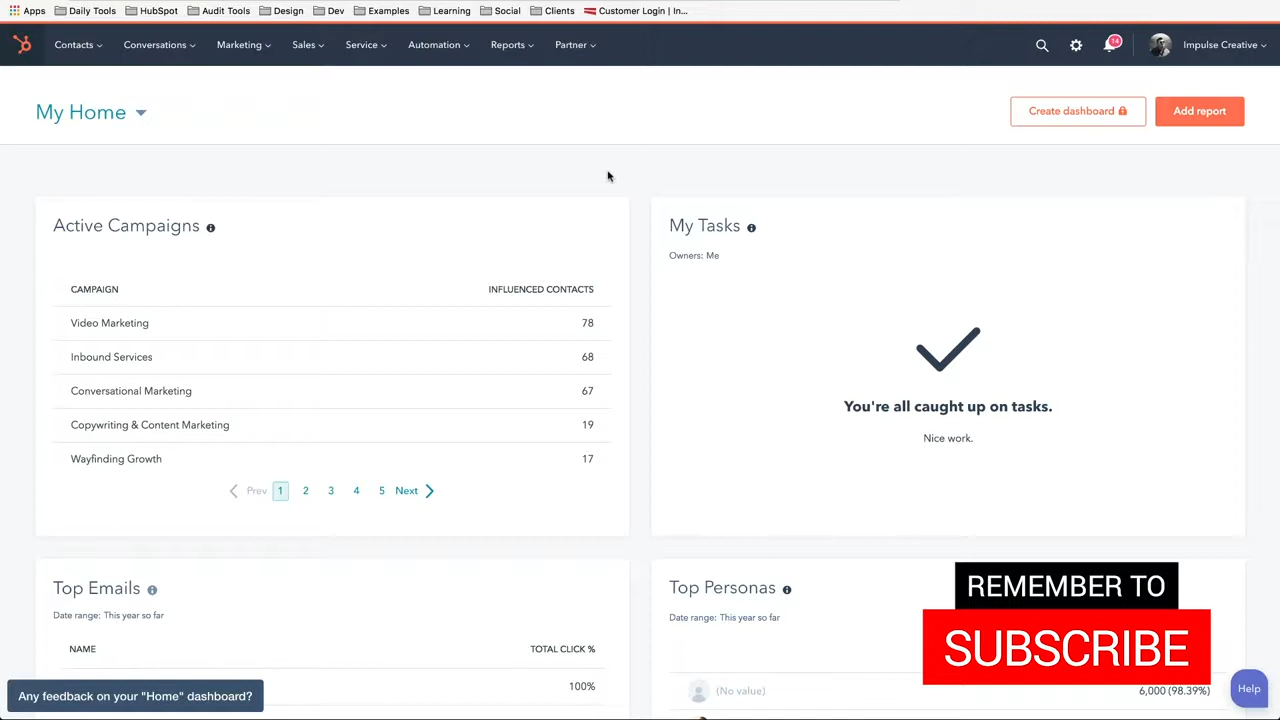 Apps Daily Tools HubSpot Audit Tools Design Dev Examples Learning Social Clients Customer Login | In...
Contacts Conversations Marketing Sales Service Automation Reports Partner 14 Impulse Creative
My Home Create dashboard Add report
Active Campaigns
CAMPAIGN INFLUENCED CONTACTS
Video Marketing 78
Inbound Services 68
Conversational Marketing 67
Copywriting & Content Marketing 19
Wayfinding Growth 17
Prev 1 2 3 4 5 Next
My Tasks
Owners: Me
You're all caught up on tasks.
Nice work.
Top Emails
Date range: This year so far
NAME TOTAL CLICK %
100%
Any feedback on your "Home" dashboard?
Top Personas
Date range: This year so far
REMEMBER TO
SUBSCRIBE
(No value) 6,000 (98.39%)
Help